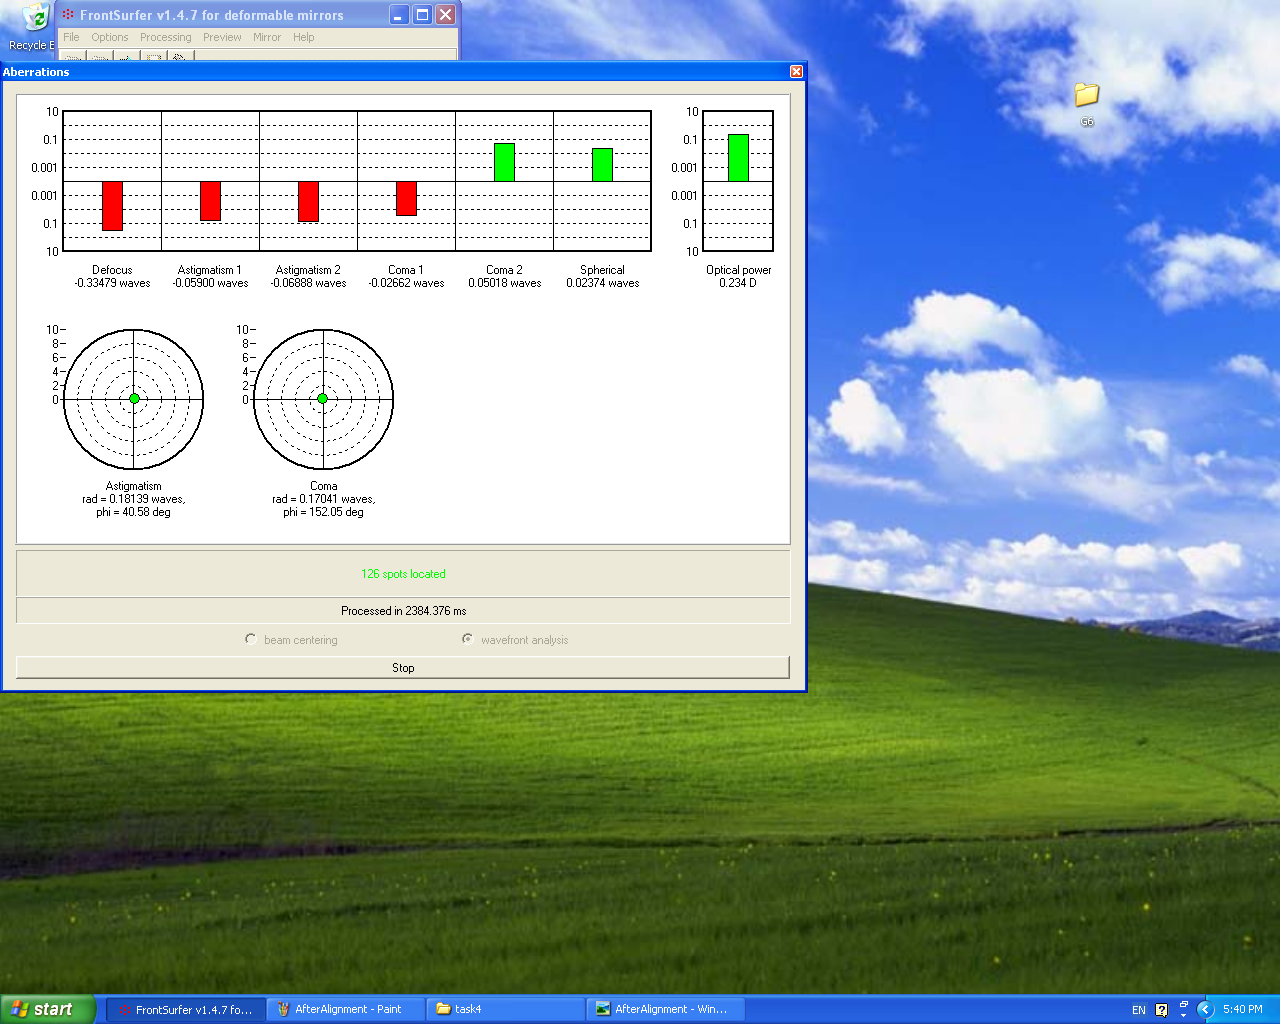 Recycle B
FrontSurfer v1.4.7 for deformable mirrors
File Options Processing Preview Mirror Help
Aberrations
10
0.1
0.001
0.001
0.1
10
Defocus
-0.33479 waves
Astigmatism 1
-0.05900 waves
Astigmatism 2
-0.06888 waves
Coma 1
-0.02662 waves
Coma 2
0.05018 waves
Spherical
0.02374 waves
10
0.1
0.001
0.001
0.1
10
Optical power
0.234 D
10
8
6
4
2
0
Astigmatism
rad = 0.18139 waves,
phi = 40.58 deg
10
8
6
4
2
0
Coma
rad = 0.17041 waves,
phi = 152.05 deg
126 spots located
Processed in 2384.376 ms
beam centering
wavefront analysis
Stop
G6
start
FrontSurfer v1.4.7 fo...
AfterAlignment - Paint
task4
AfterAlignment - Win...
EN
5:40 PM